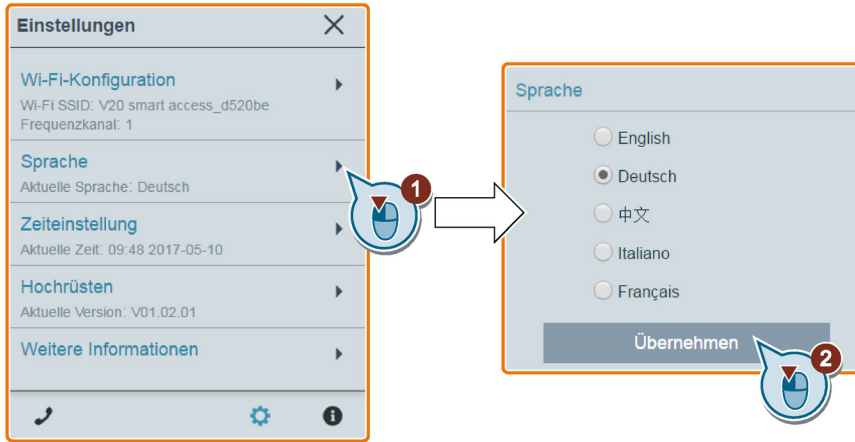 Einstellungen
Wi-Fi-Konfiguration
Wi-Fi SSID: V20 smart access_d520be
Frequenzkanal: 1
Sprache
Aktuelle Sprache: Deutsch
Zeiteinstellung
Aktuelle Zeit: 09:48 2017-05-10
Hochrüsten
Aktuelle Version: V01.02.01
Weitere Informationen
1
Sprache
English
Deutsch
中文
Italiano
Français
Übernehmen
2